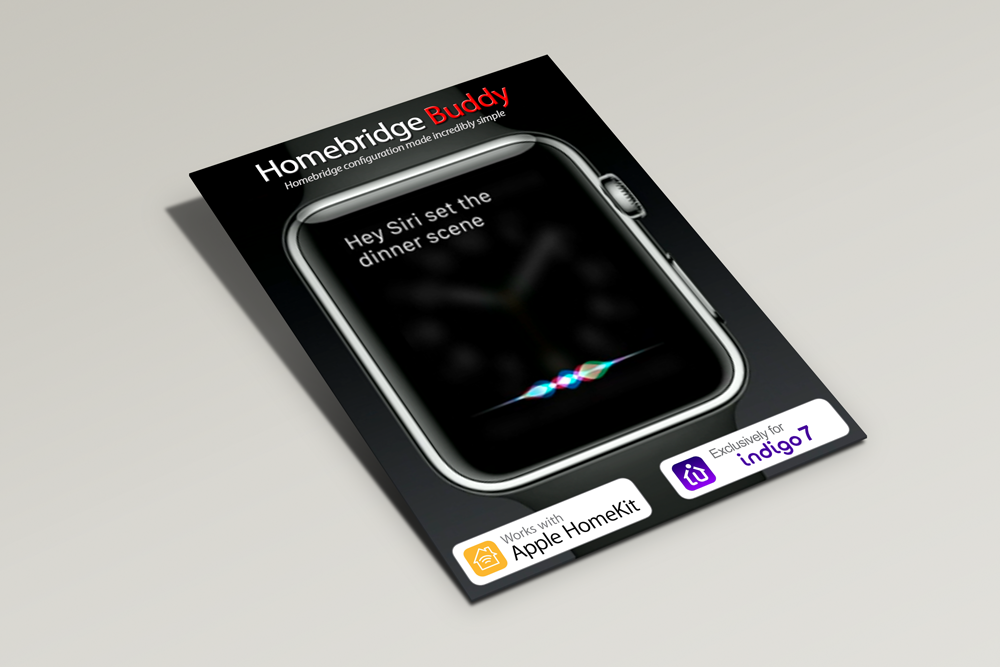 Homebridge Buddy
Homebridge configuration made incredibly simple
Hey Siri set the
dinner scene
Works with
Apple HomeKit
Exclusively for
indigo 7